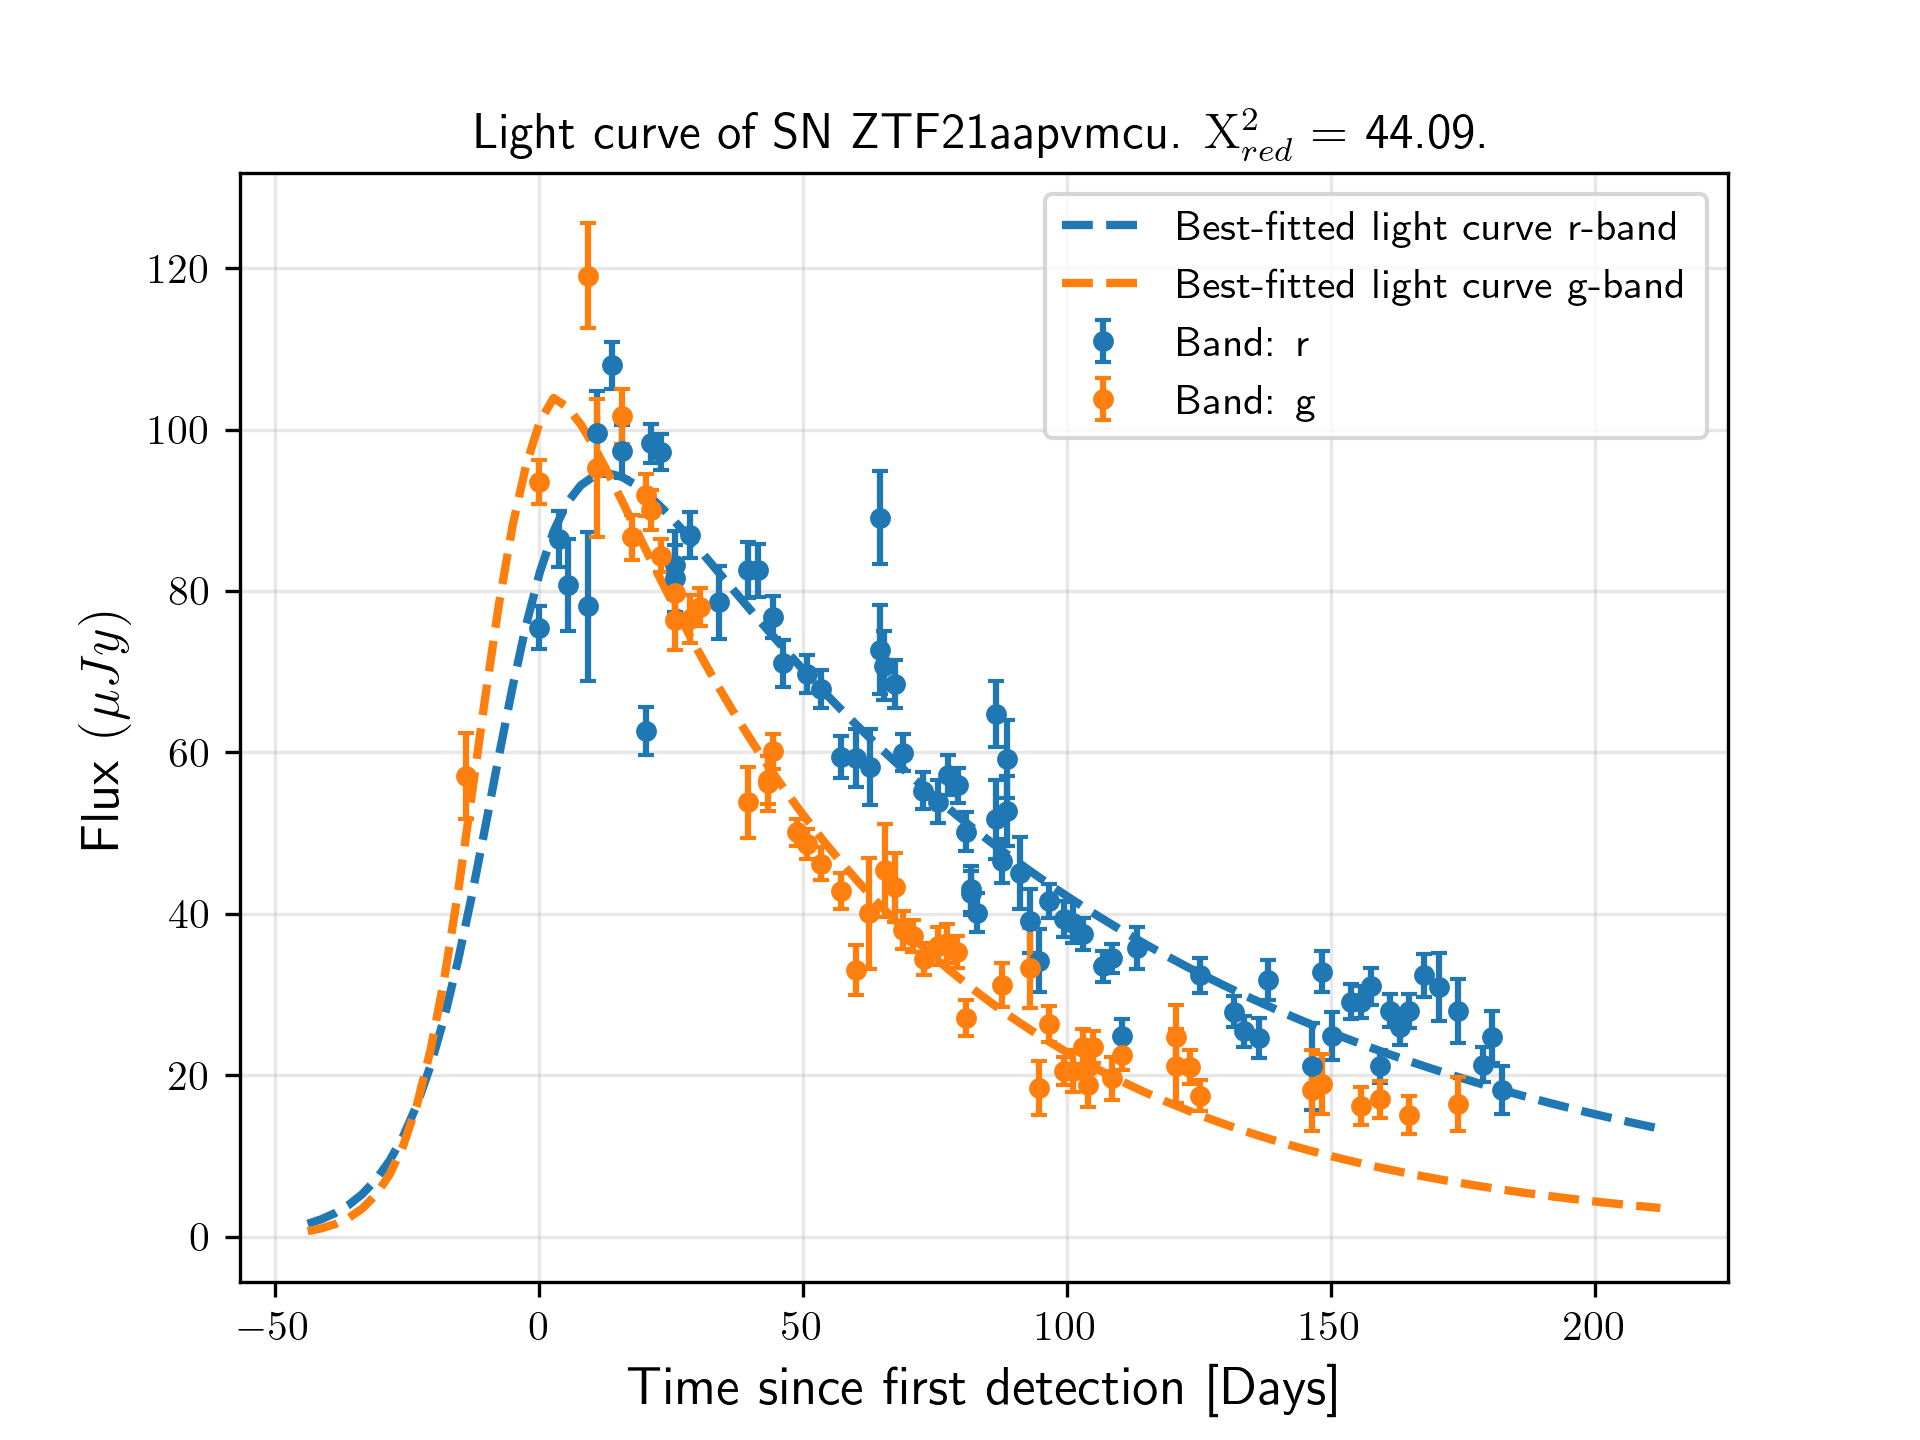 Light curve of SN ZTF21aapvmcu. X²_red = 44.09.
Best-fitted light curve r-band
Best-fitted light curve g-band
Band: r
Band: g
Flux (μJy)
120
100
80
60
40
20
0
−50 0 50 100 150 200
Time since first detection [Days]